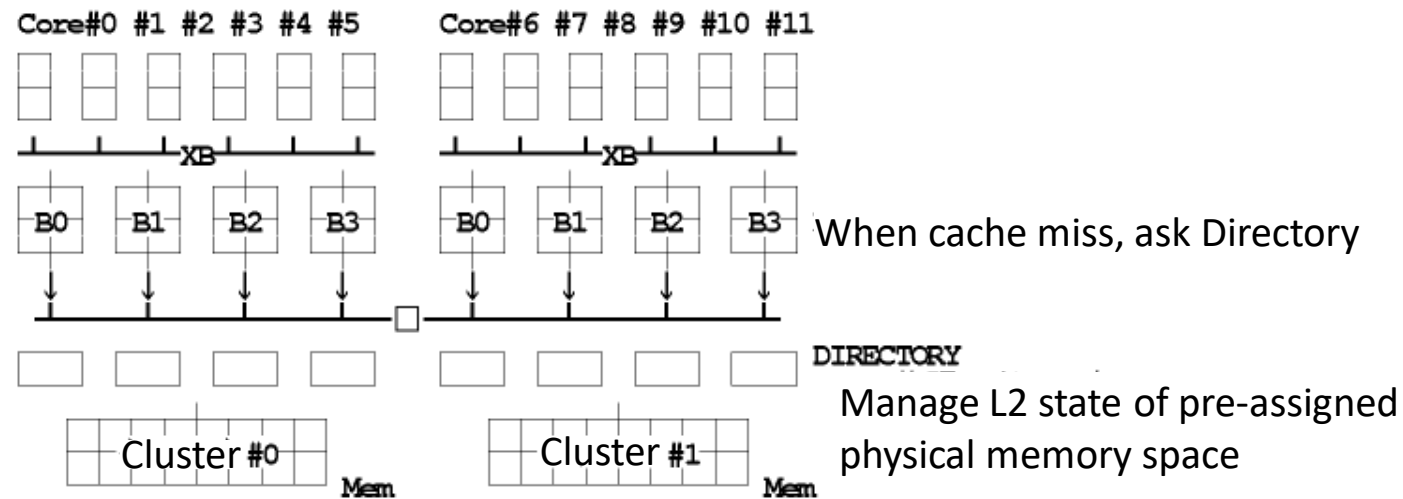 Core#0 #1 #2 #3 #4 #5 Core#6 #7 #8 #9 #10 #11
XB XB
B0 B1 B2 B3 B0 B1 B2 B3
When cache miss, ask Directory
DIRECTORY
Manage L2 state of pre-assigned
physical memory space
Cluster #0 Cluster #1
Mem Mem